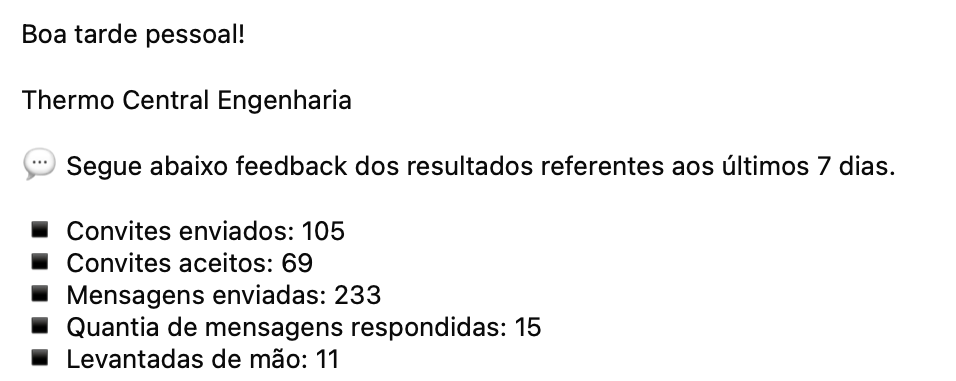 Boa tarde pessoal!
Thermo Central Engenharia
💬 Segue abaixo feedback dos resultados referentes aos últimos 7 dias.
▪️ Convites enviados: 105
▪️ Convites aceitos: 69
▪️ Mensagens enviadas: 233
▪️ Quantia de mensagens respondidas: 15
▪️ Levantadas de mão: 11